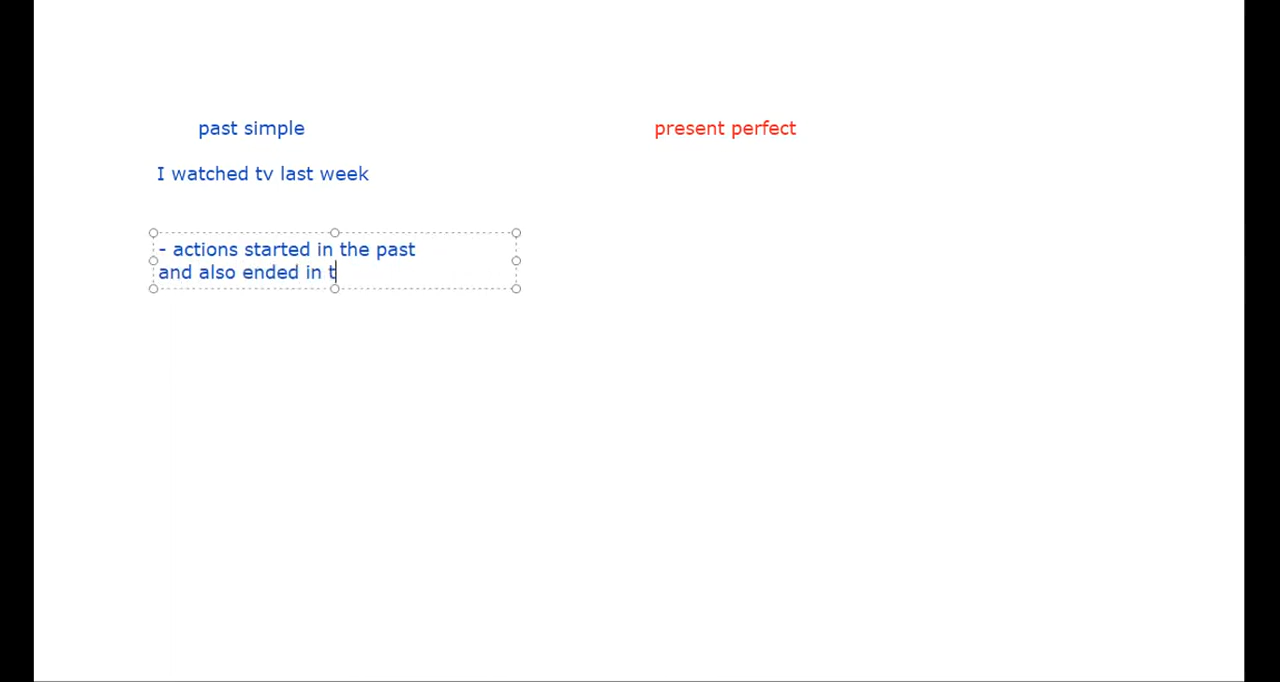 past simple
present perfect
I watched tv last week
- actions started in the past
and also ended in t